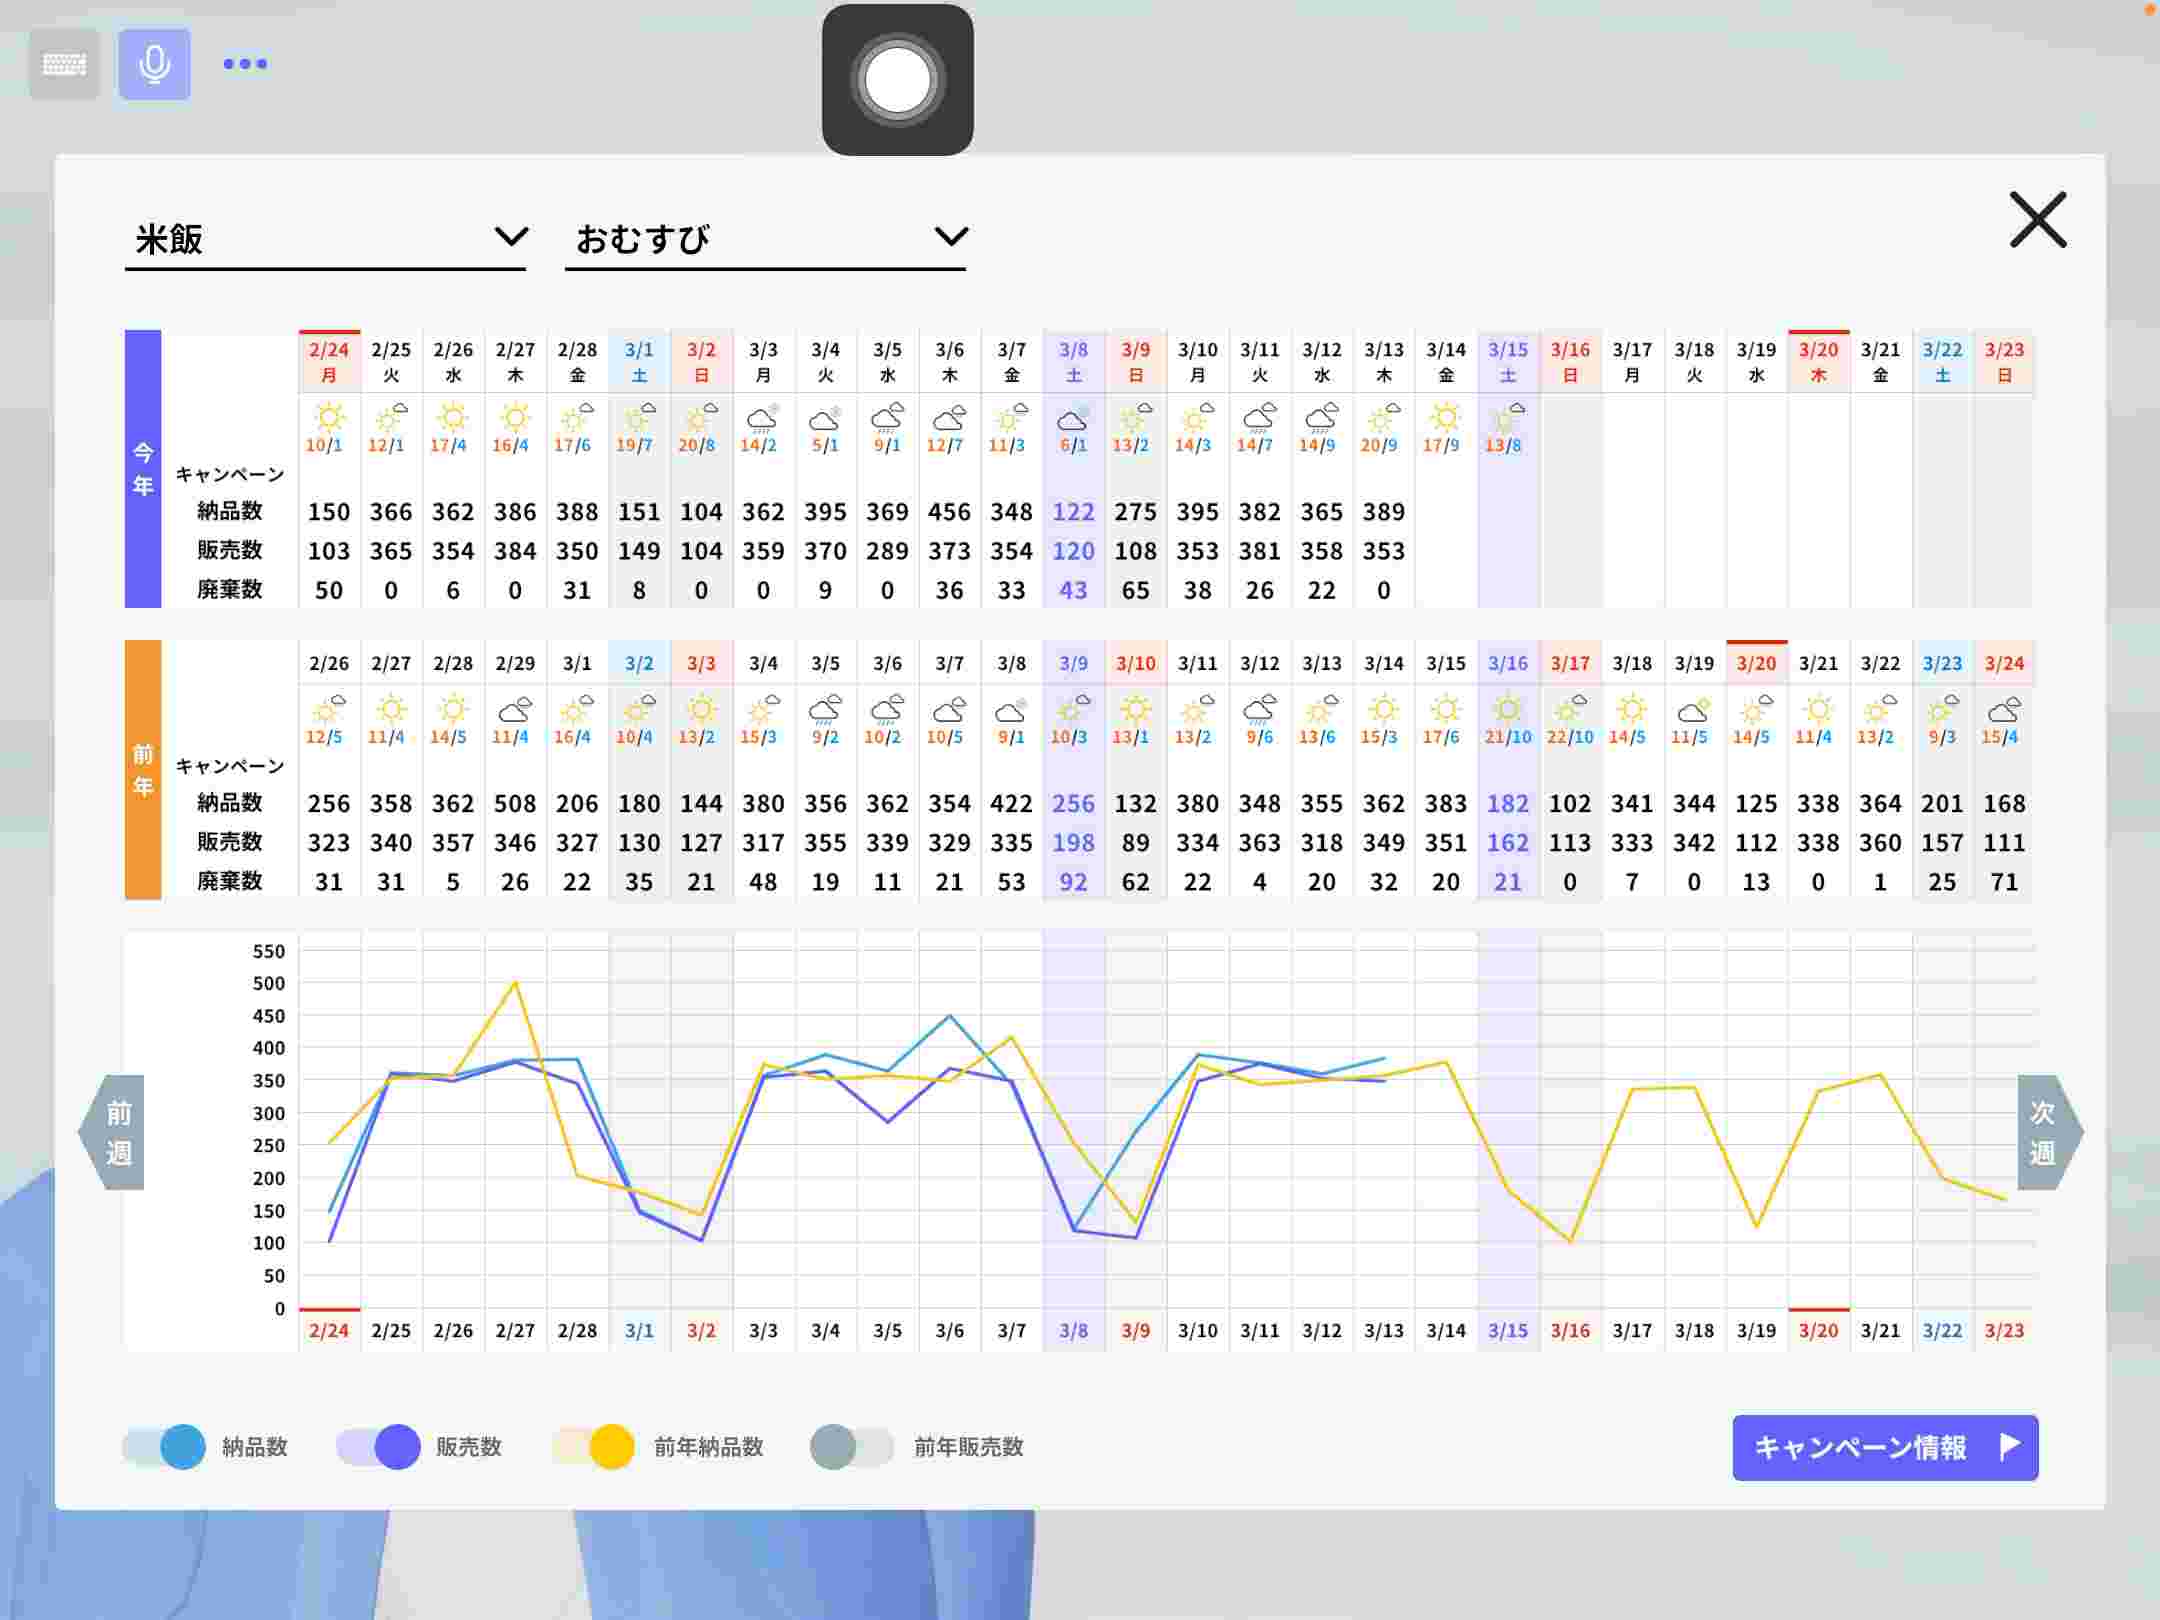 米飯 おむすび
今年
2/24 2/25 2/26 2/27 2/28 3/1 3/2 3/3 3/4 3/5 3/6 3/7 3/8 3/9 3/10 3/11 3/12 3/13 3/14 3/15 3/16 3/17 3/18 3/19 3/20 3/21 3/22 3/23
月 火 水 木 金 土 日 月 火 水 木 金 土 日 月 火 水 木 金 土 日 月 火 水 木 金 土 日
10/1 12/1 17/4 16/4 17/6 19/7 20/8 14/2 5/1 9/1 12/7 11/3 6/1 13/2 14/3 14/7 14/9 20/9 17/9 13/8
キャンペーン
納品数 150 366 362 386 388 151 104 362 395 369 456 348 122 275 395 382 365 389
販売数 103 365 354 384 350 149 104 359 370 289 373 354 120 108 353 381 358 353
廃棄数 50 0 6 0 31 8 0 0 9 0 36 33 43 65 38 26 22 0
前年
2/26 2/27 2/28 2/29 3/1 3/2 3/3 3/4 3/5 3/6 3/7 3/8 3/9 3/10 3/11 3/12 3/13 3/14 3/15 3/16 3/17 3/18 3/19 3/20 3/21 3/22 3/23 3/24
12/5 11/4 14/5 11/4 16/4 10/4 13/2 15/3 9/2 10/2 10/5 9/1 10/3 13/1 13/2 9/6 13/6 15/3 17/6 21/10 22/10 14/5 11/5 14/5 11/4 13/2 9/3 15/4
キャンペーン
納品数 256 358 362 508 206 180 144 380 356 362 354 422 256 132 380 348 355 362 383 182 102 341 344 125 338 364 201 168
販売数 323 340 357 346 327 130 127 317 355 339 329 335 198 89 334 363 318 349 351 162 113 333 342 112 338 360 157 111
廃棄数 31 31 5 26 22 35 21 48 19 11 21 53 92 62 22 4 20 32 20 21 0 7 0 13 0 1 25 71
550
500
450
400
350
300
250
200
150
100
50
0
前週
次週
2/24 2/25 2/26 2/27 2/28 3/1 3/2 3/3 3/4 3/5 3/6 3/7 3/8 3/9 3/10 3/11 3/12 3/13 3/14 3/15 3/16 3/17 3/18 3/19 3/20 3/21 3/22 3/23
納品数 販売数 前年納品数 前年販売数 キャンペーン情報